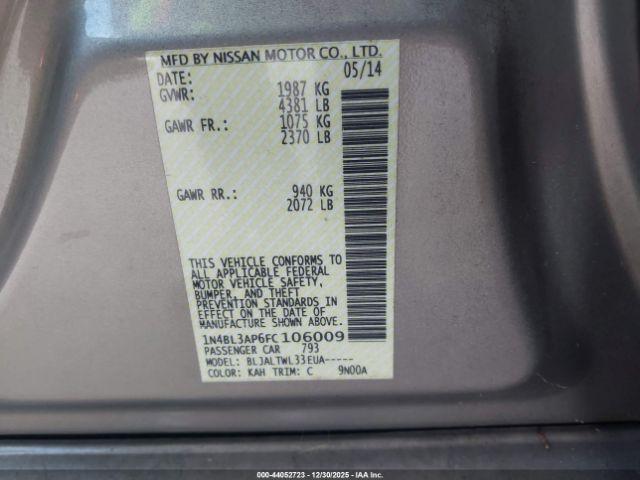 MFD BY NISSAN MOTOR CO., LTD.
DATE: 05/14
GVWR: 1987 KG
4381 LB
GAWR FR.: 1075 KG
2370 LB
GAWR RR.: 940 KG
2072 LB
THIS VEHICLE CONFORMS TO
ALL APPLICABLE FEDERAL
MOTOR VEHICLE SAFETY,
BUMPER, AND THEFT
PREVENTION STANDARDS IN
EFFECT ON THE DATE OF
MANUFACTURE SHOWN ABOVE.
1N4BL3AP6FC106009
PASSENGER CAR 793
MODEL: BLJALTWL33EUA-----
COLOR: KAH TRIM: C 9N00A
000-44052723 - 12/30/2025 - IAA Inc.